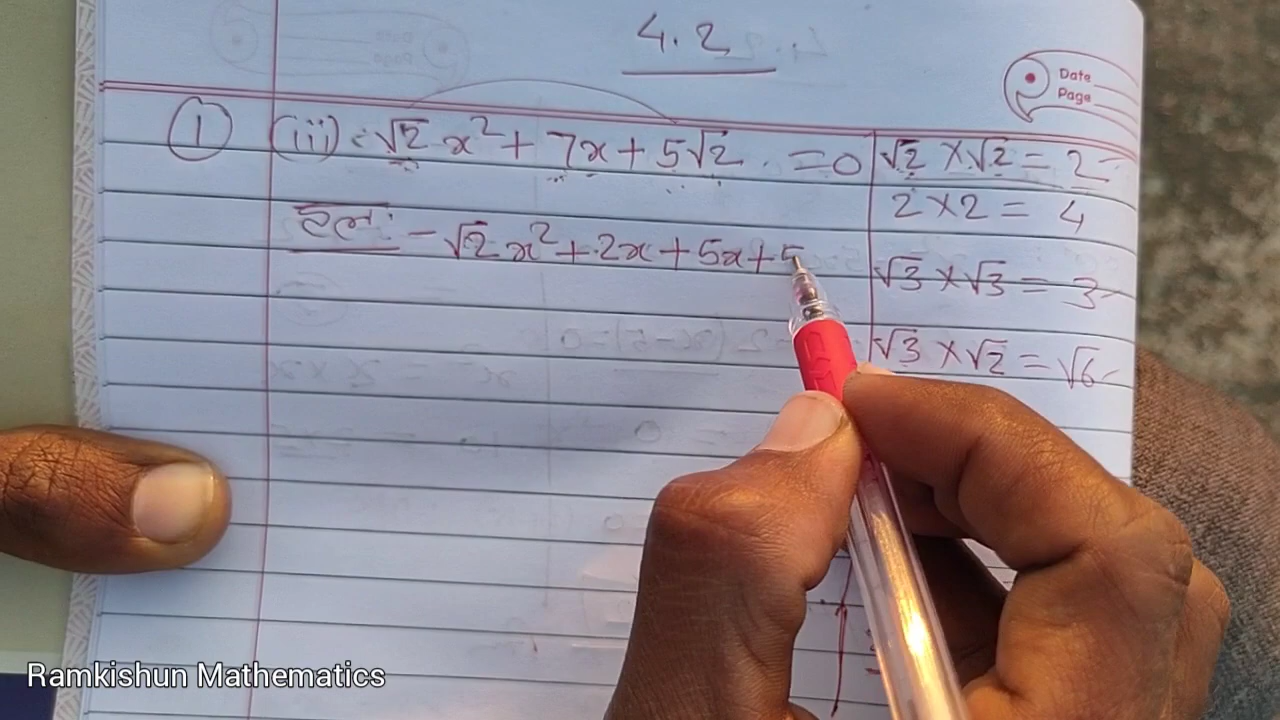 4.2
Date
Page
① (iii) √2 x² + 7x + 5√2 = 0
√2 × √2 = 2
2 × 2 = 4
हल: - √2 x² + 2x + 5x + 5
√3 × √3 = 3
√3 × √2 = √6
Ramkishun Mathematics